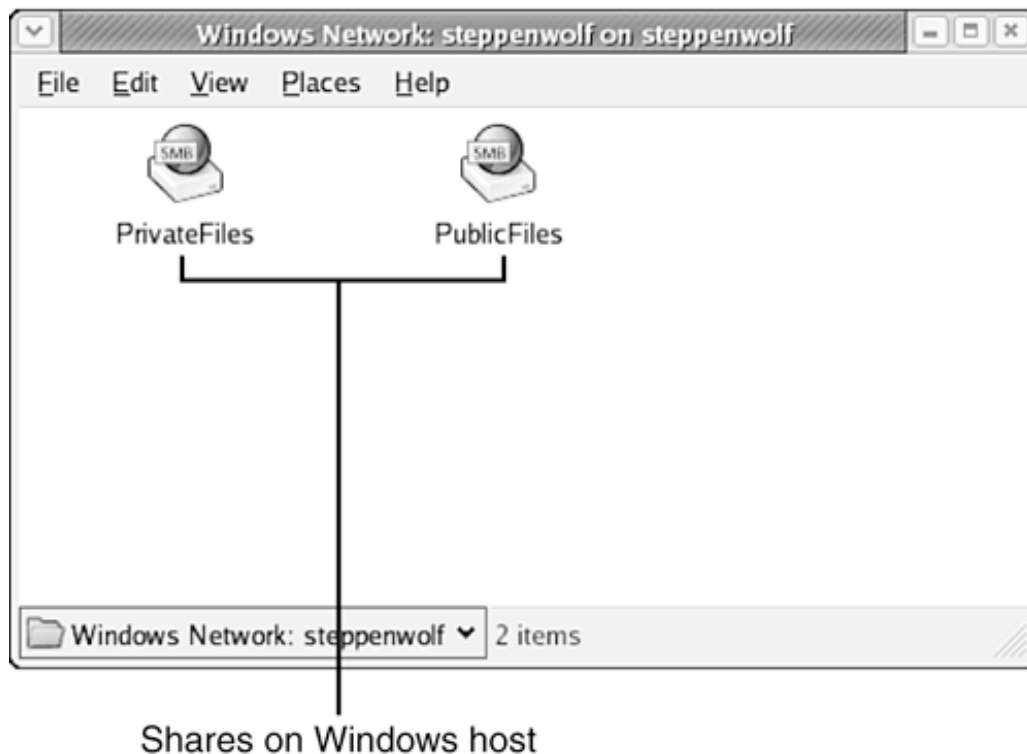 Windows Network: steppenwolf on steppenwolf
File Edit View Places Help
SMB SMB
PrivateFiles PublicFiles
Windows Network: steppenwolf 2 items
Shares on Windows host